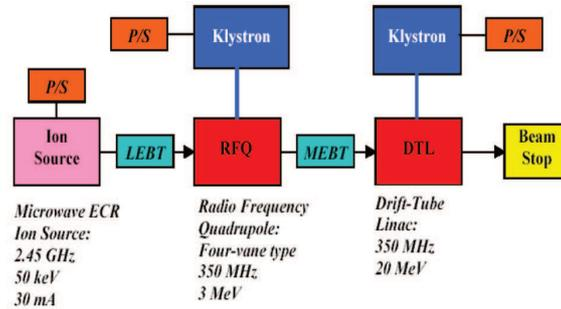 P/S
Klystron
Klystron
P/S
P/S
Ion
Source
LEBT
RFQ
MEBT
DTL
Beam
Stop
Microwave ECR
Ion Source:
2.45 GHz
50 keV
30 mA
Radio Frequency
Quadrupole:
Four-vane type
350 MHz
3 MeV
Drift-Tube
Linac:
350 MHz
20 MeV